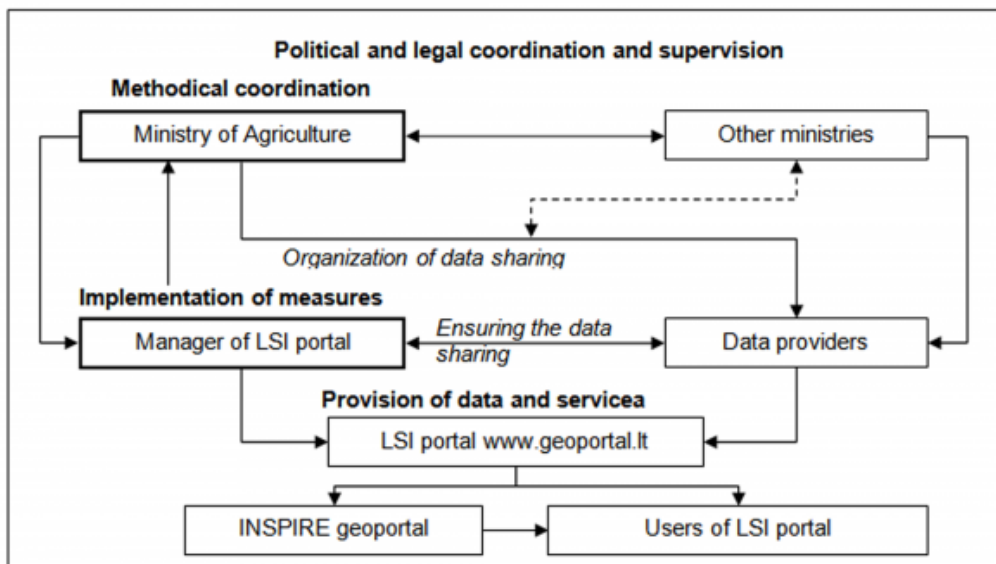 Political and legal coordination and supervision
Methodical coordination
Ministry of Agriculture
Other ministries
Organization of data sharing
Implementation of measures
Manager of LSI portal
Ensuring the data
sharing
Data providers
Provision of data and servicea
LSI portal www.geoportal.lt
INSPIRE geoportal
Users of LSI portal